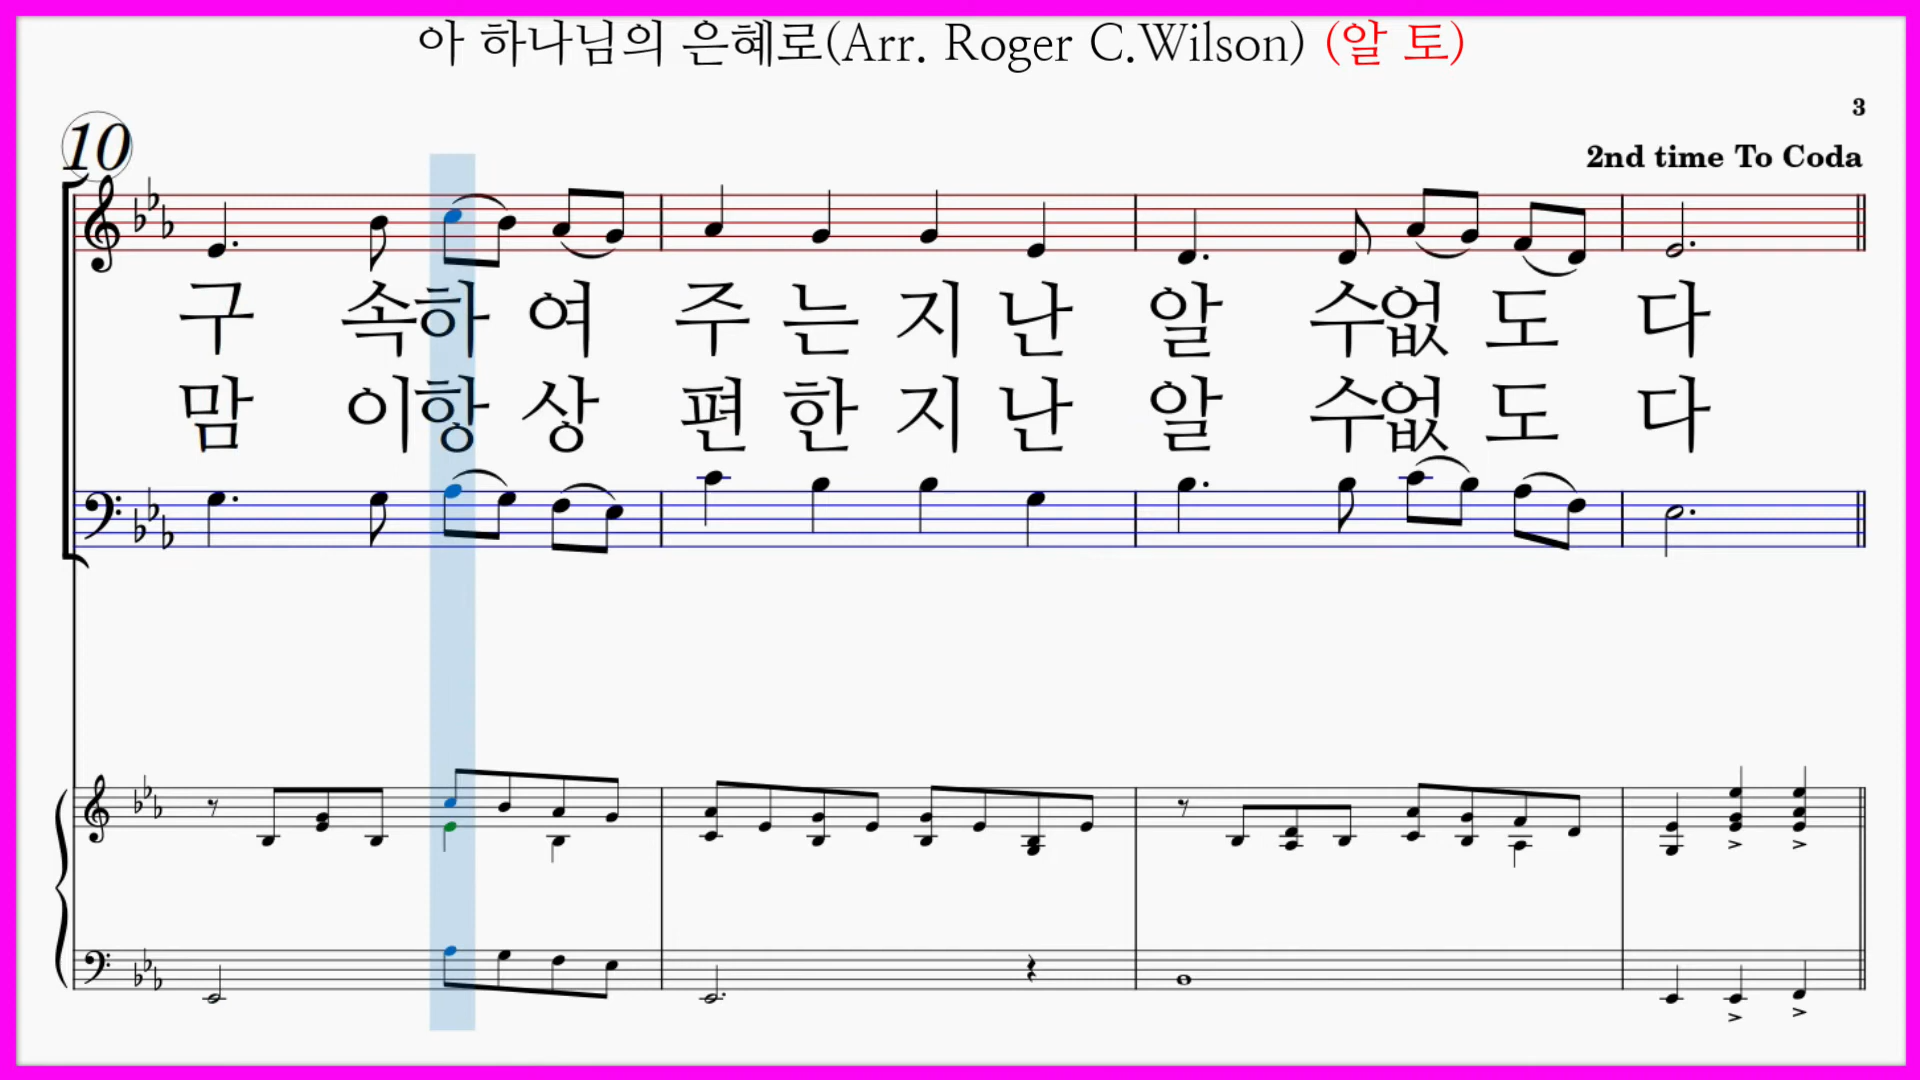 아 하나님의 은혜로(Arr. Roger C.Wilson) (알 토)
3
10
2nd time To Coda
구 속하 여 주 는 지 난 알 수없 도 다
맘 이항 상 편 한 지 난 알 수없 도 다